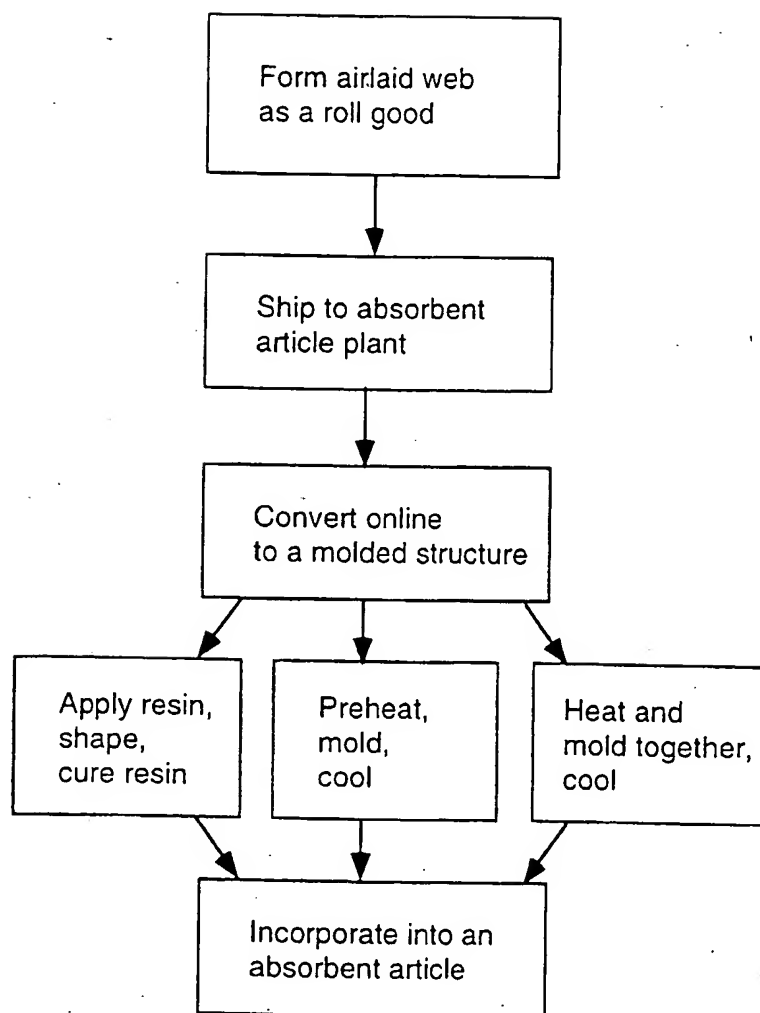 Form airlaid web
as a roll good
Ship to absorbent
article plant
Convert online
to a molded structure
Apply resin,
shape,
cure resin
Preheat,
mold,
cool
Heat and
mold together,
cool
Incorporate into an
absorbent article